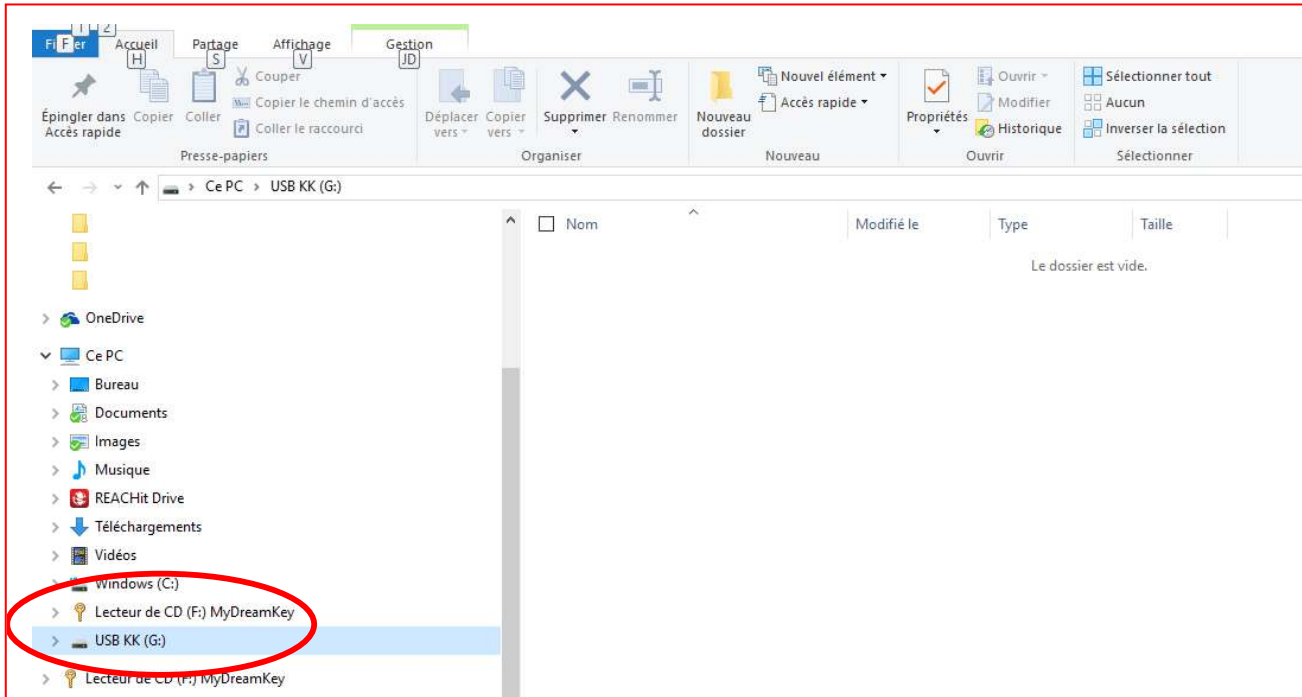 1 2
Fi F er Accueil Partage Affichage Gestion
H S V JD
Couper
Copier le chemin d'accès
Coller le raccourci
Épingler dans Accès rapide
Copier
Coller
Presse-papiers
Déplacer vers
Copier vers
Supprimer
Renommer
Organiser
Nouveau dossier
Nouvel élément
Accès rapide
Nouveau
Propriétés
Ouvrir
Modifier
Historique
Ouvrir
Sélectionner tout
Aucun
Inverser la sélection
Sélectionner
Ce PC > USB KK (G:)
Nom Modifié le Type Taille
Le dossier est vide.
OneDrive
Ce PC
Bureau
Documents
Images
Musique
REACHit Drive
Téléchargements
Vidéos
Windows (C:)
Lecteur de CD (F:) MyDreamKey
USB KK (G:)
Lecteur de CD (F:) MyDreamKey